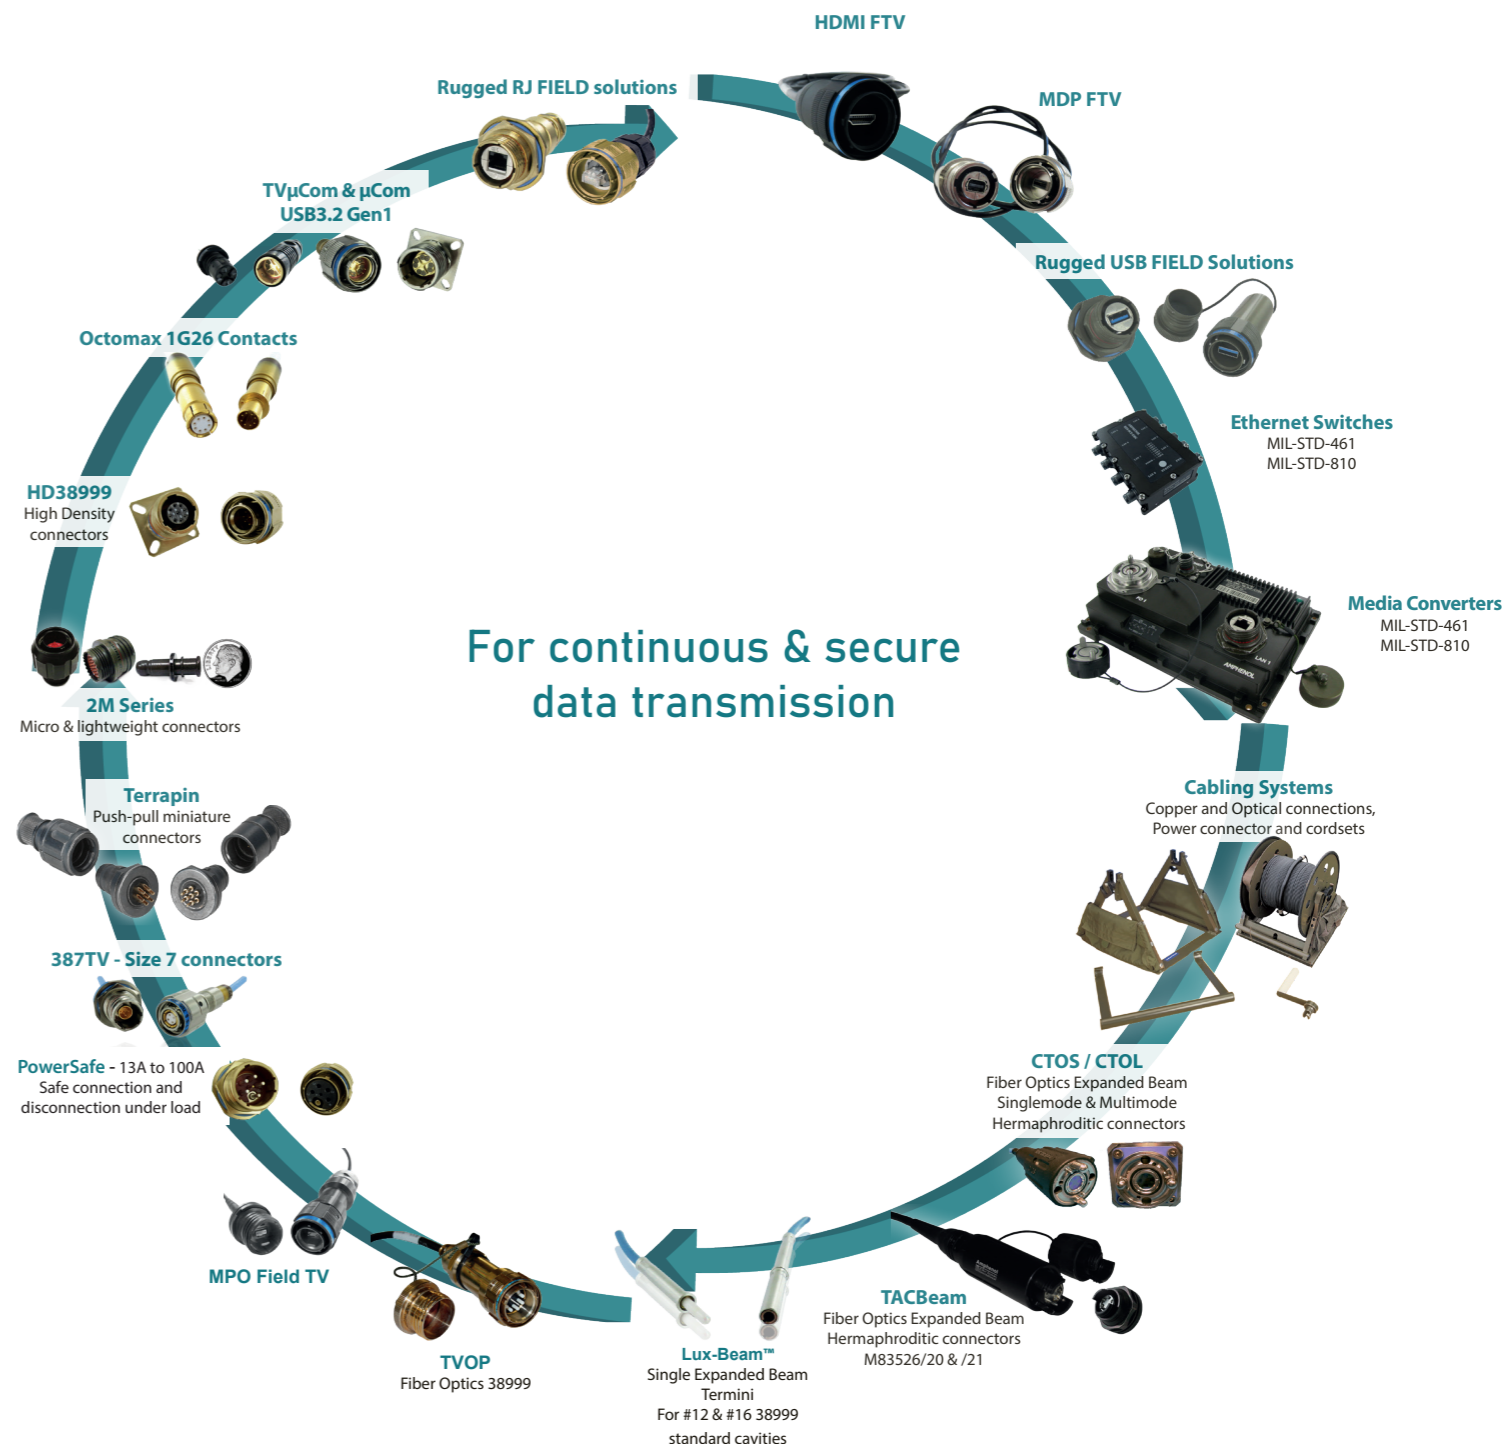 HDMI FTV
Rugged RJ FIELD solutions
MDP FTV
TVµCom & µCom
USB3.2 Gen1
Rugged USB FIELD Solutions
Octomax 1G26 Contacts
Ethernet Switches
MIL-STD-461
MIL-STD-810
HD38999
High Density
connectors
Media Converters
MIL-STD-461
MIL-STD-810
LAN 1
AMPHENOL
For continuous & secure
data transmission
2M Series
Micro & lightweight connectors
Cabling Systems
Copper and Optical connections,
Power connector and cordsets
Terrapin
Push-pull miniature
connectors
387TV - Size 7 connectors
PowerSafe - 13A to 100A
Safe connection and
disconnection under load
CTOS / CTOL
Fiber Optics Expanded Beam
Singlemode & Multimode
Hermaphroditic connectors
MPO Field TV
Amphenol
TACBeam
Fiber Optics Expanded Beam
Hermaphroditic connectors
M83526/20 & /21
TVOP
Fiber Optics 38999
Lux-Beam™
Single Expanded Beam
Termini
For #12 & #16 38999
standard cavities